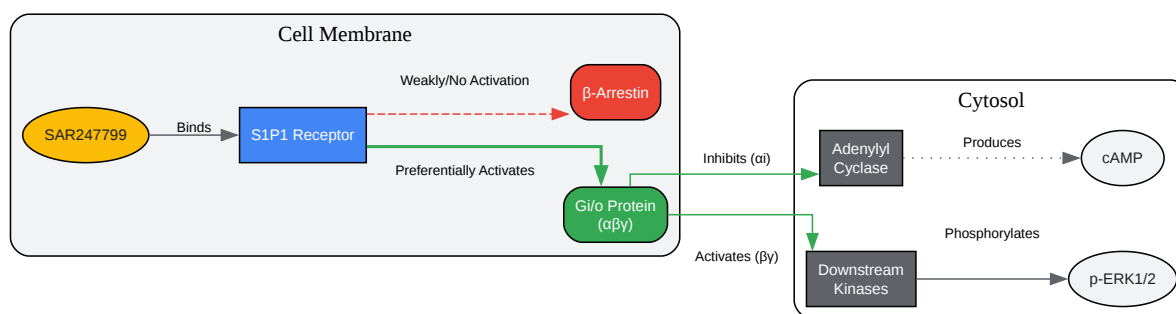 Cell Membrane
Weakly/No Activation
β-Arrestin
SAR247799
Binds
S1P1 Receptor
Preferentially Activates
Gi/o Protein
(αβγ)
Inhibits (αi)
Activates (βγ)
Cytosol
Adenylyl
Cyclase
Produces
cAMP
Downstream
Kinases
Phosphorylates
p-ERK1/2